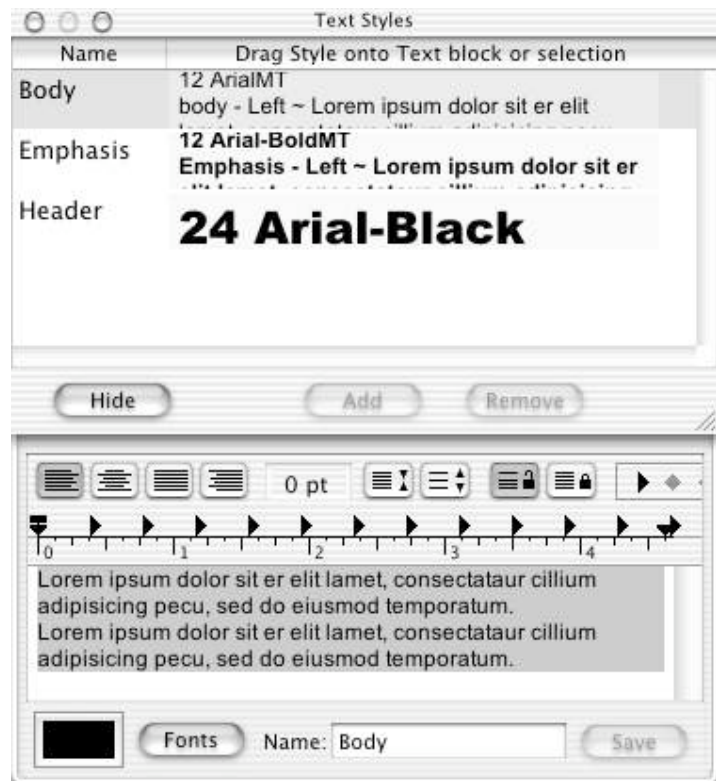 Text Styles
Name Drag Style onto Text block or selection
Body
12 ArialMT
body - Left ~ Lorem ipsum dolor sit er elit
Emphasis
12 Arial-BoldMT
Emphasis - Left ~ Lorem ipsum dolor sit er
Header
24 Arial-Black
Hide Add Remove
0 pt
0 1 2 3 4
Lorem ipsum dolor sit er elit lamet, consectataur cillium
adipisicing pecu, sed do eiusmod temporatum.
Lorem ipsum dolor sit er elit lamet, consectataur cillium
adipisicing pecu, sed do eiusmod temporatum.
Fonts Name: Body Save